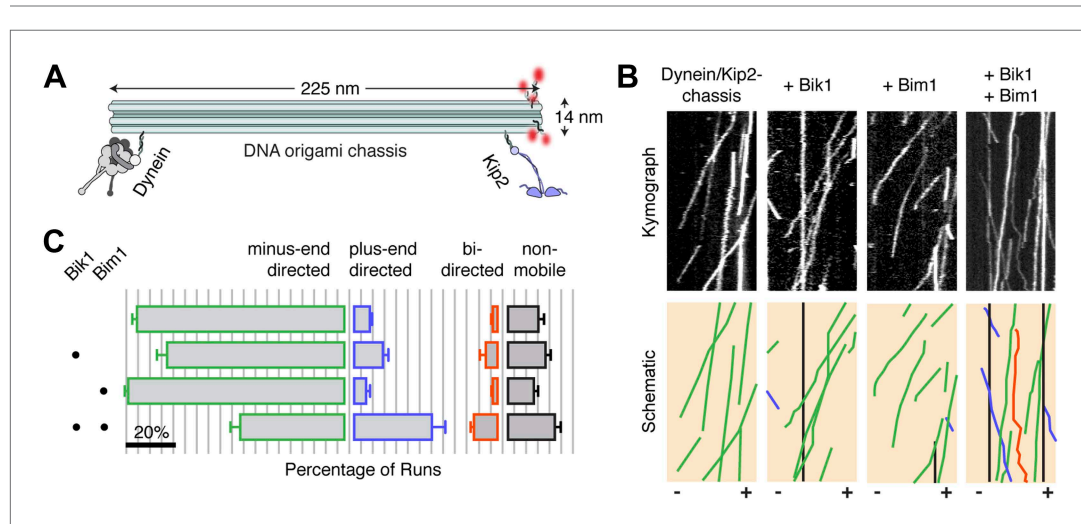 A
225 nm
14 nm
DNA origami chassis
Dynein
Kip2
B
Dynein/Kip2-
chassis
+ Bik1
+ Bim1
+ Bik1
+ Bim1
Kymograph
Schematic
- +
- +
- +
- +
C
Bik1
Bim1
minus-end
directed
plus-end
directed
bi-
directed
non-
mobile
20%
Percentage of Runs